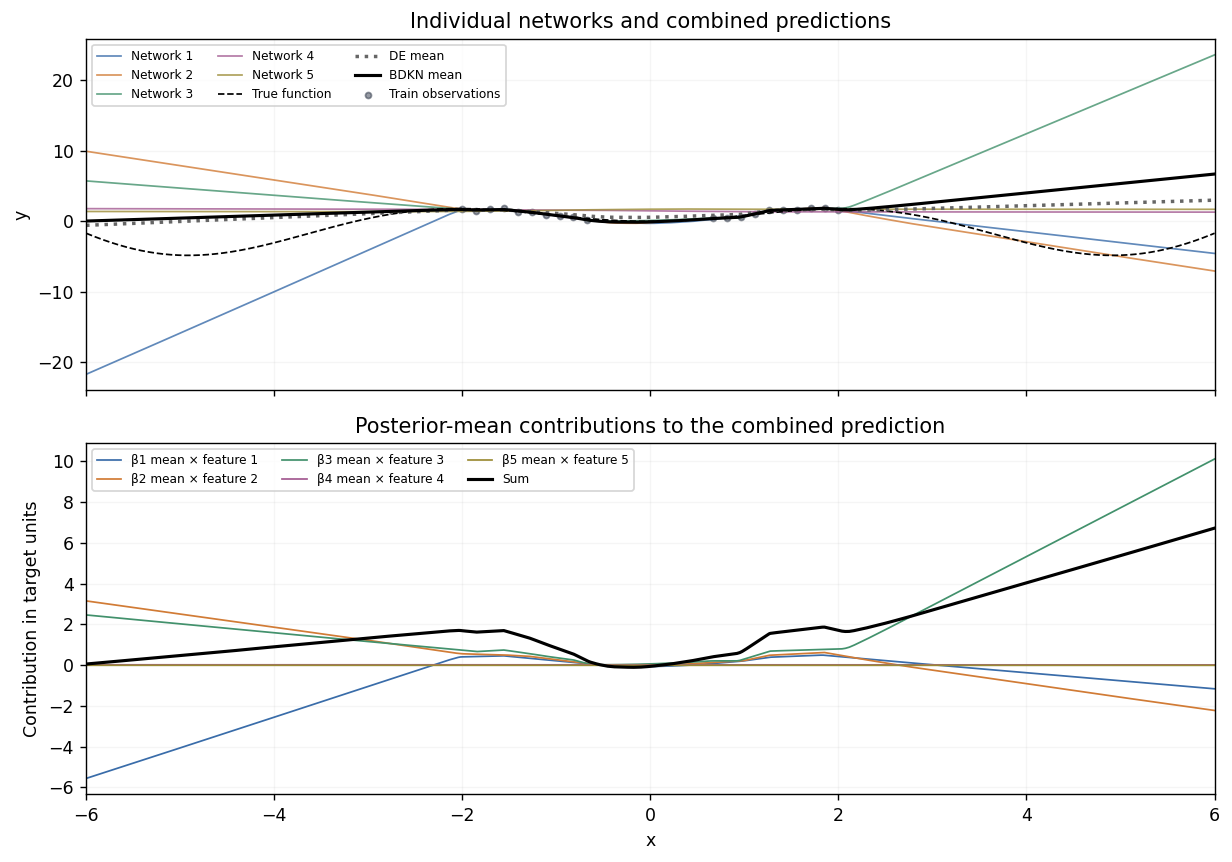 Individual networks and combined predictions
Network 1
Network 2
Network 3
Network 4
Network 5
True function
DE mean
BDKN mean
Train observations
20
10
0
−10
−20
y
Posterior-mean contributions to the combined prediction
β1 mean × feature 1
β2 mean × feature 2
β3 mean × feature 3
β4 mean × feature 4
β5 mean × feature 5
Sum
10
8
6
4
2
0
−2
−4
−6
Contribution in target units
−6
−4
−2
0
2
4
6
x